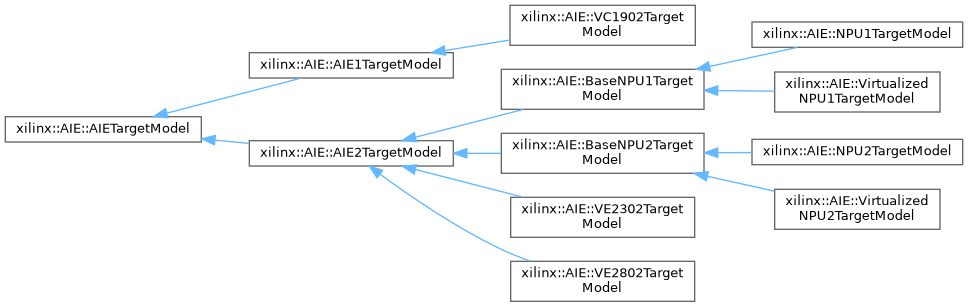 xilinx::AIE::AIETargetModel
xilinx::AIE::AIE1TargetModel
xilinx::AIE::VC1902Target
Model
xilinx::AIE::AIE2TargetModel
xilinx::AIE::BaseNPU1Target
Model
xilinx::AIE::NPU1TargetModel
xilinx::AIE::Virtualized
NPU1TargetModel
xilinx::AIE::BaseNPU2Target
Model
xilinx::AIE::NPU2TargetModel
xilinx::AIE::Virtualized
NPU2TargetModel
xilinx::AIE::VE2302Target
Model
xilinx::AIE::VE2802Target
Model